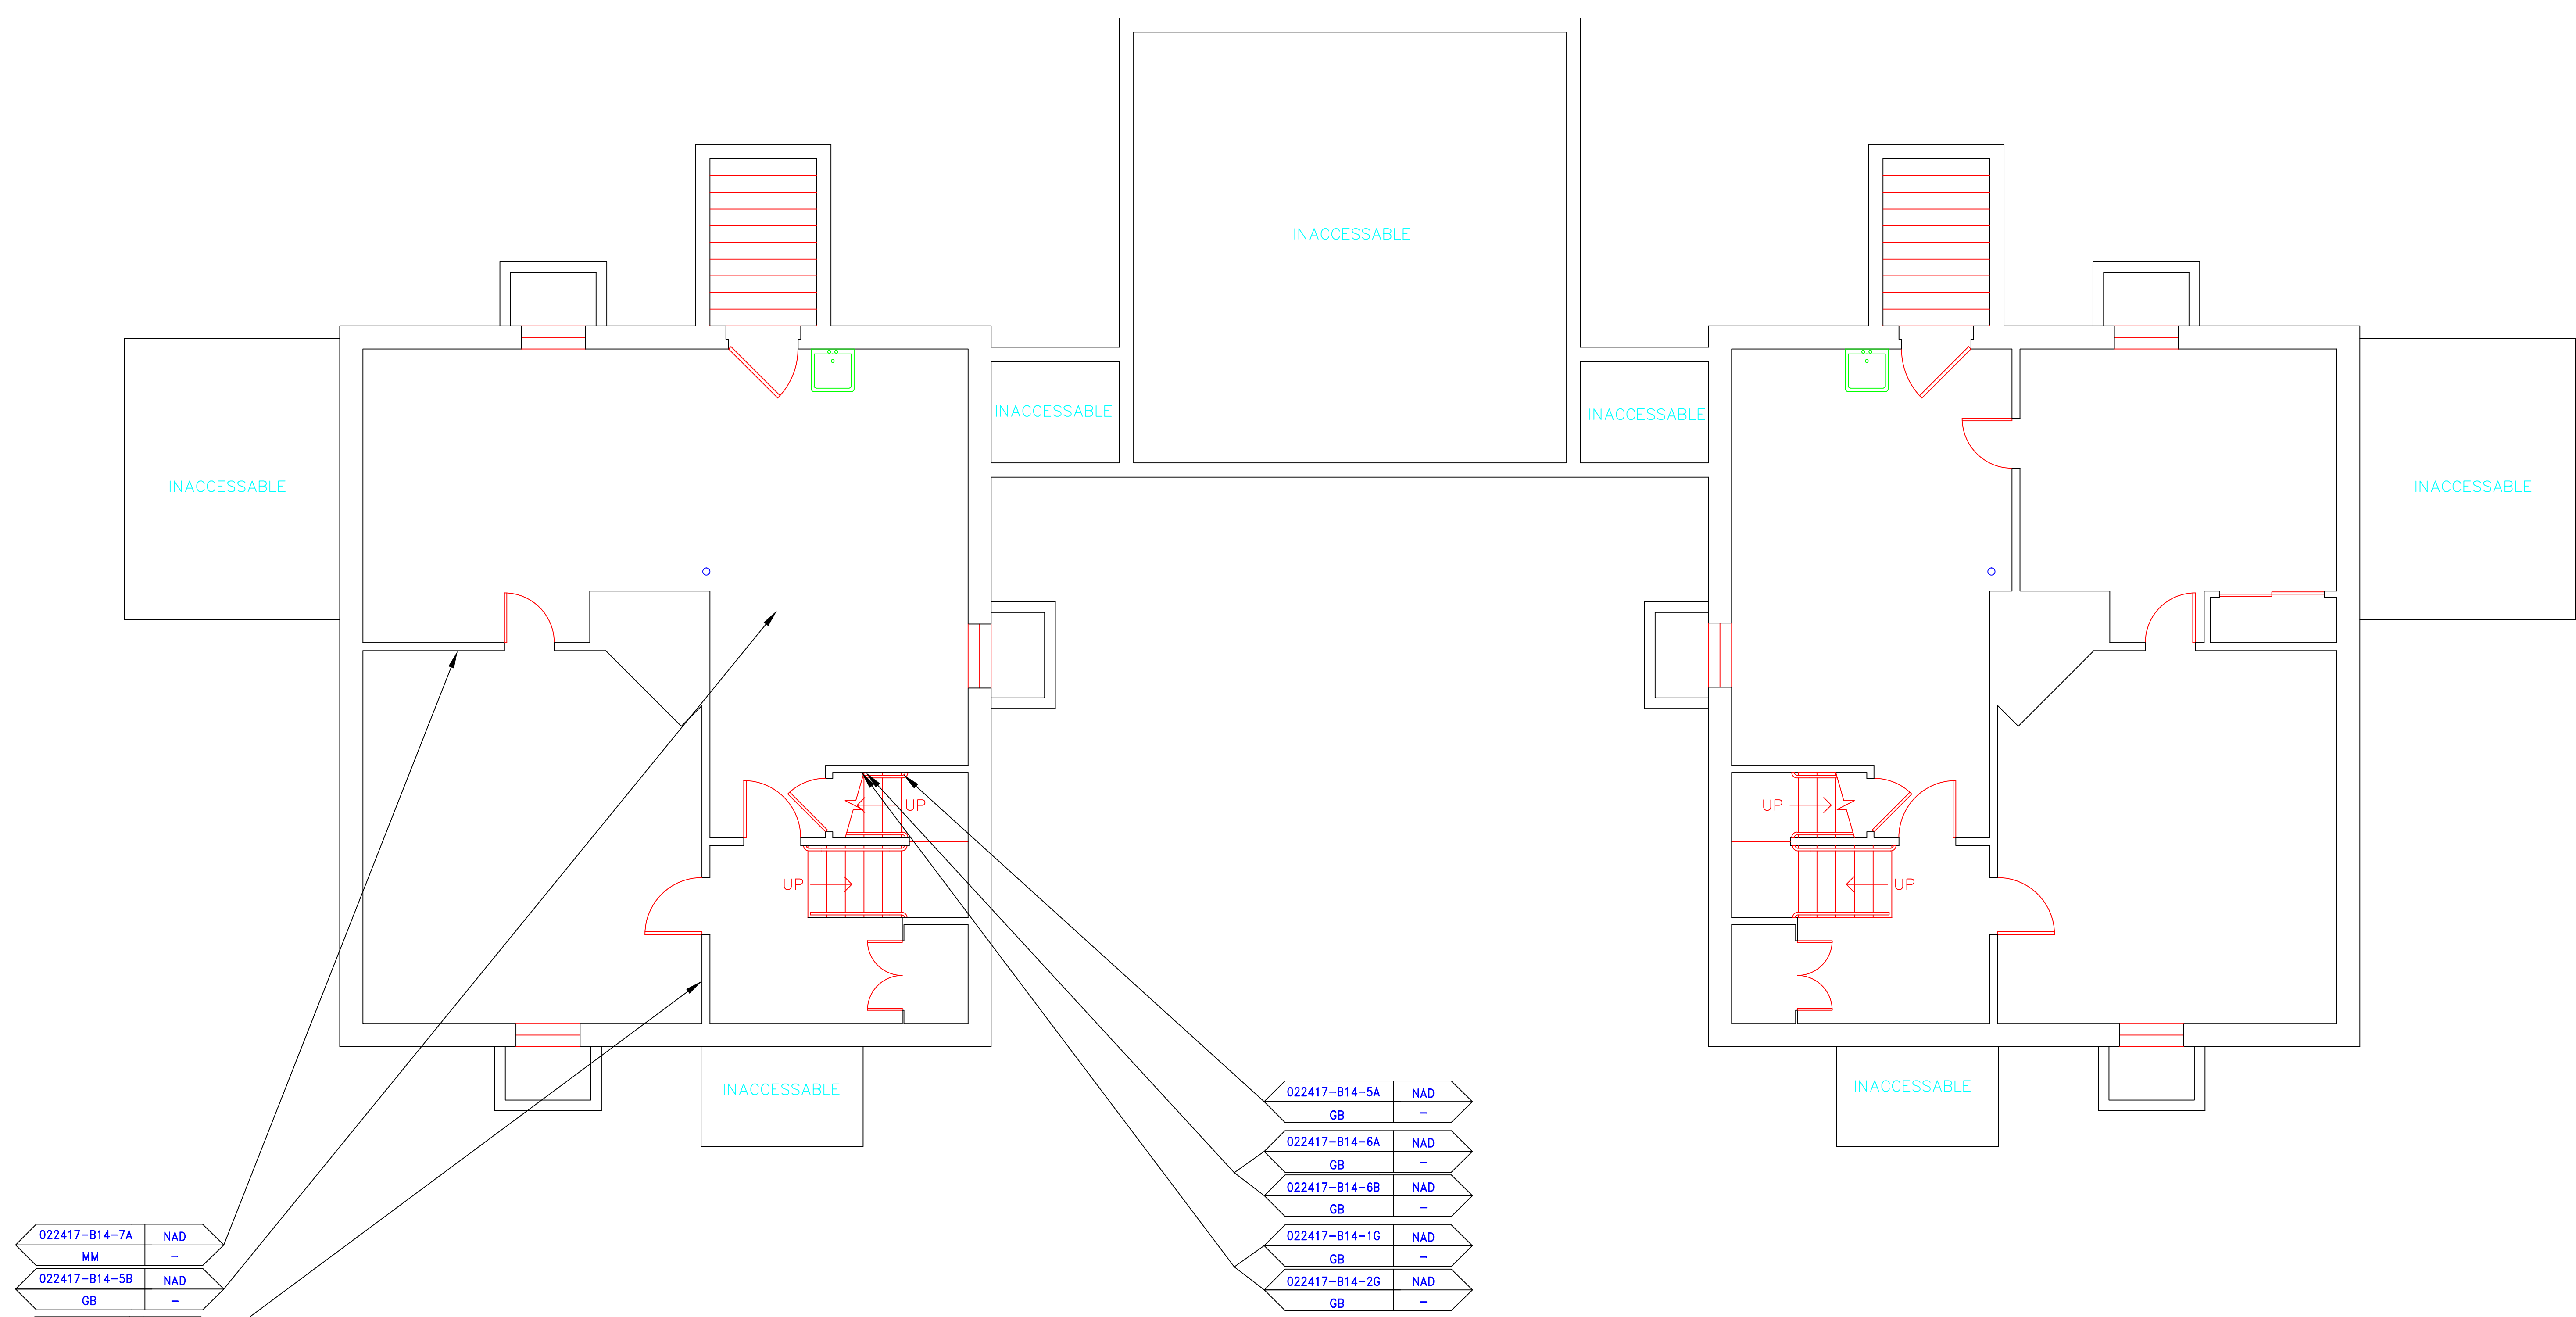 INACCESSABLE
INACCESSABLE
INACCESSABLE
INACCESSABLE
INACCESSABLE
UP
UP
UP
UP
INACCESSABLE
INACCESSABLE
022417-B14-5A NAD
GB -
022417-B14-6A NAD
GB -
022417-B14-6B NAD
GB -
022417-B14-1G NAD
GB -
022417-B14-2G NAD
GB -
022417-B14-7A NAD
MM -
022417-B14-5B NAD
GB -